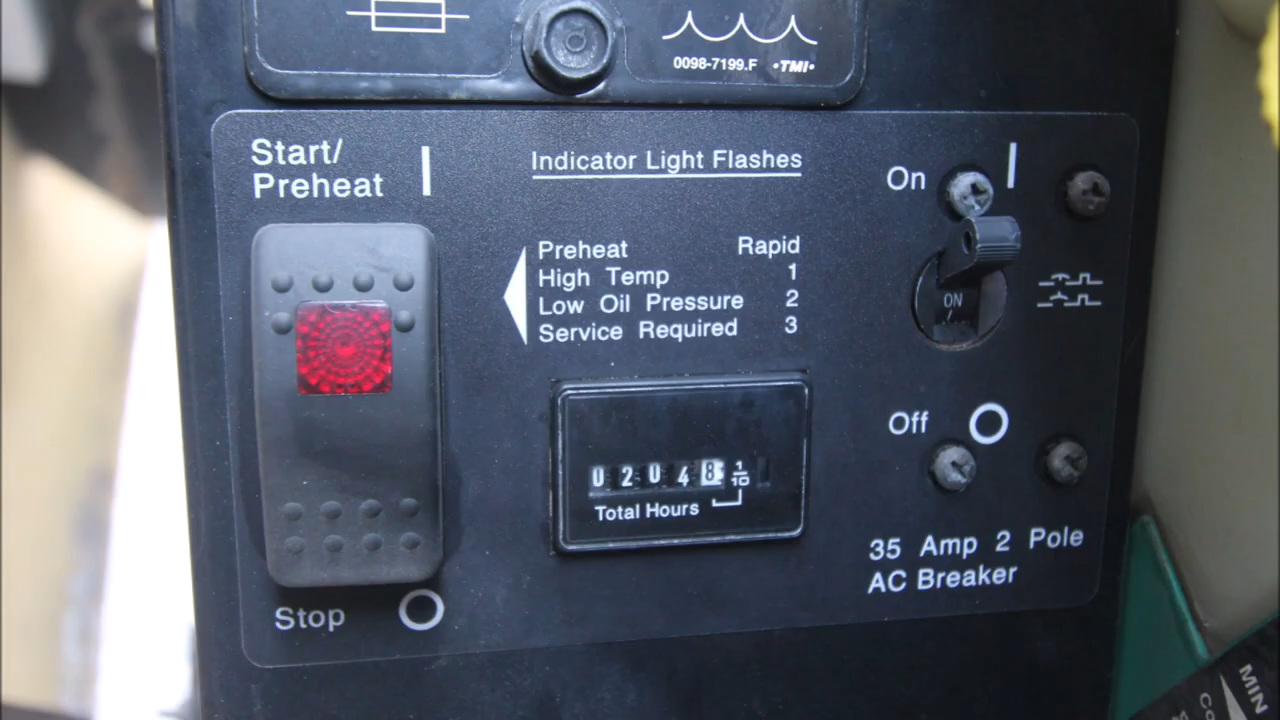 0098-7199.F •TMI•
Start/
Preheat
Indicator Light Flashes
Preheat Rapid
High Temp 1
Low Oil Pressure 2
Service Required 3
On
ON
Off
02048 1/10
Total Hours
35 Amp 2 Pole
AC Breaker
Stop
MIN